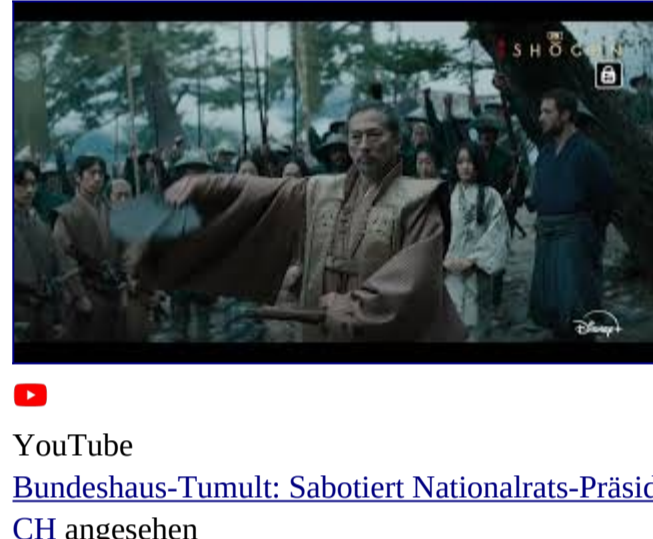 SHŌGUN
Disney+
YouTube
Bundeshaus-Tumult: Sabotiert Nationalrats-Präsid
CH angesehen